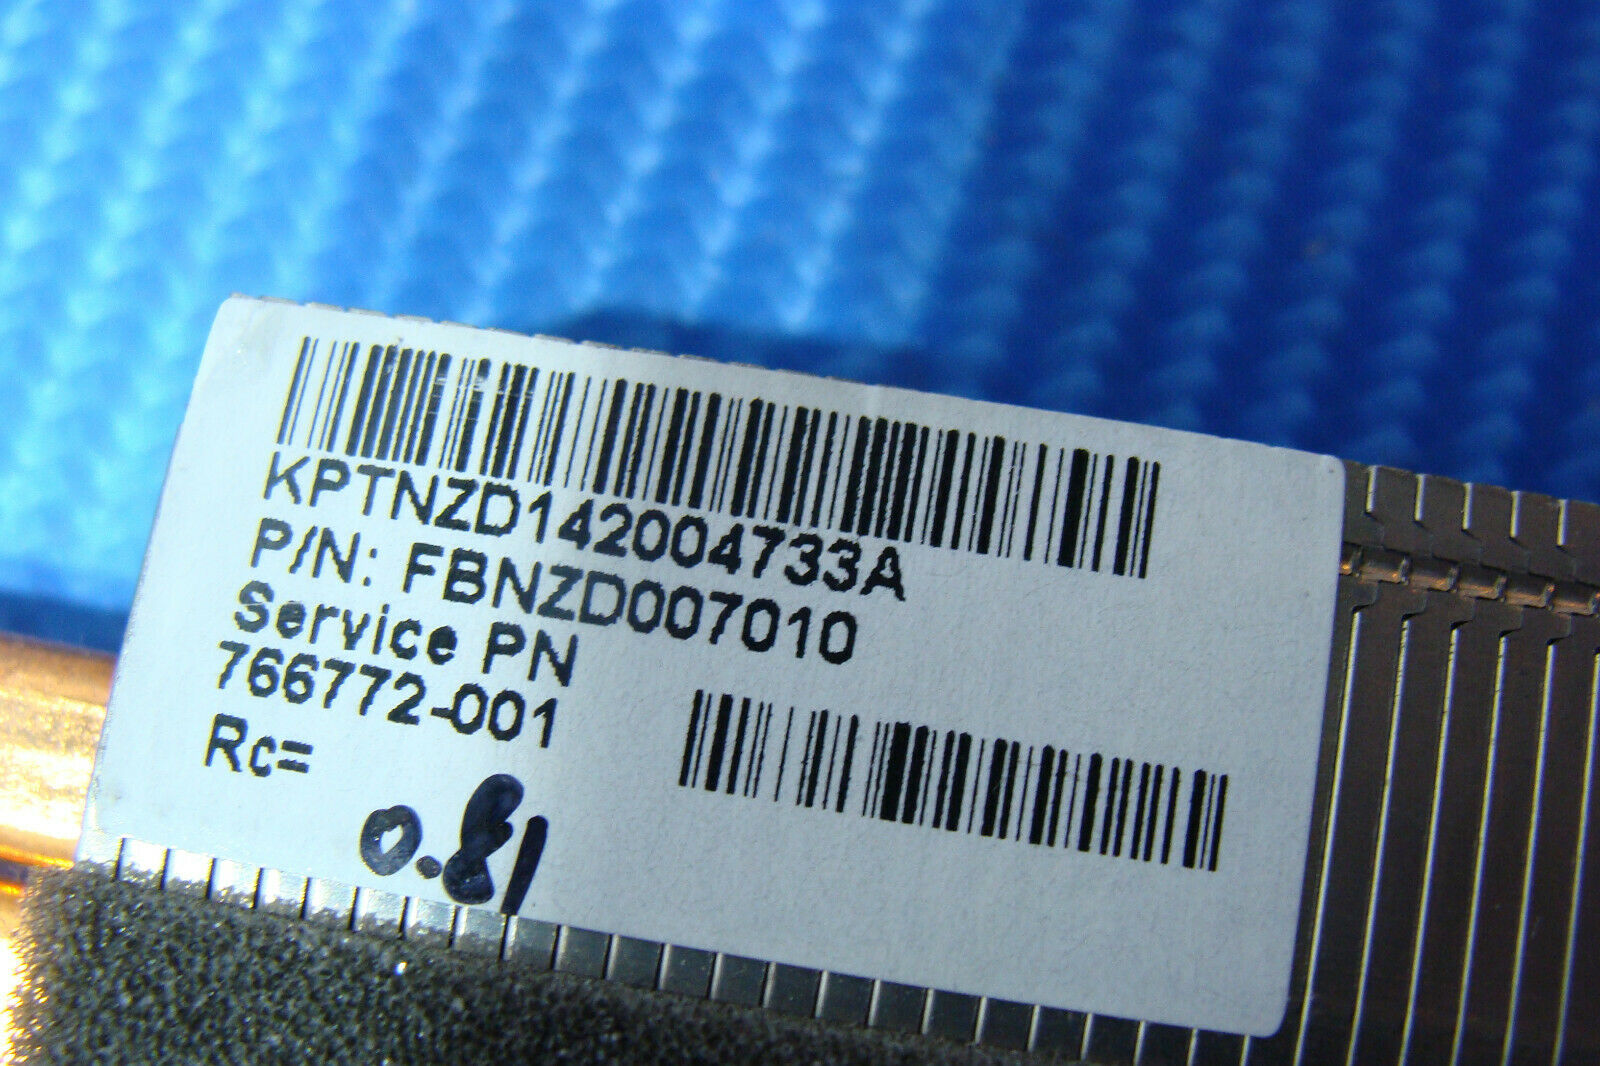 KPTNZD142004733A
P/N: FBNZD007010
Service PN
766772-001
Rc=
0.81